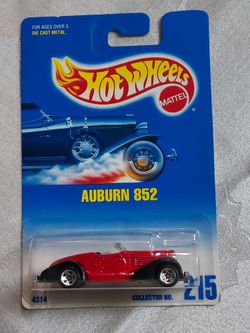 FOR AGES OVER 3
DIE CAST METAL.
HOT WHEELS
MATTEL
AUBURN 852
4314
COLLECTOR NO.
215